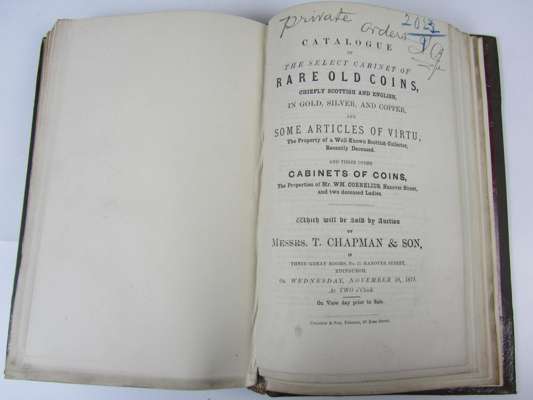 private orders
CATALOGUE
OF
THE SELECT CABINET OF
RARE OLD COINS,
CHIEFLY SCOTTISH AND ENGLISH,
IN GOLD, SILVER, AND COPPER,
AND
SOME ARTICLES OF VIRTU,
The Property of a Well-Known Scottish Collector,
Recently Deceased.
AND THREE OTHER
CABINETS OF COINS,
The Properties of Mr. WM. CORNELIUS, Hanover Street,
and two deceased Ladies.
Which will be Sold by Auction
BY
MESSRS. T. CHAPMAN & SON,
IN
THEIR GREAT ROOMS, No. 11 HANOVER STREET,
EDINBURGH,
On WEDNESDAY, NOVEMBER
At TWO o'Clock.
On View day prior to Sale.